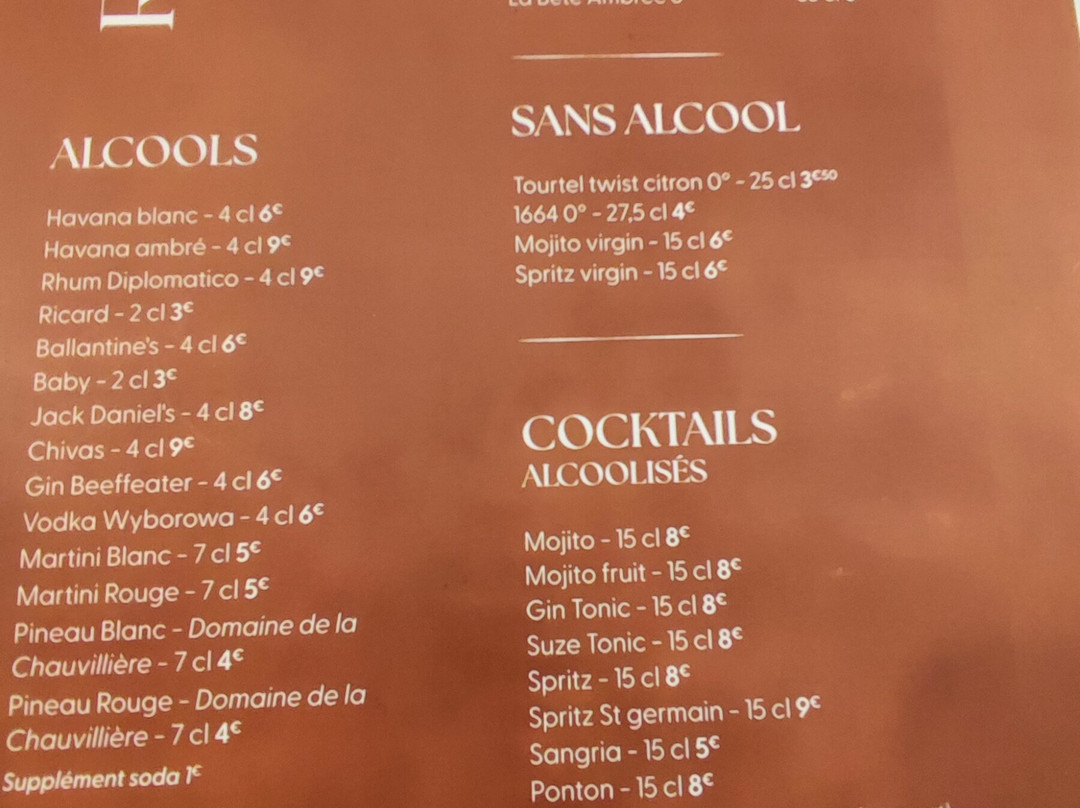 ALCOOLS
Havana blanc - 4 cl 6€
Havana ambré - 4 cl 9€
Rhum Diplomatico - 4 cl 9€
Ricard - 2 cl 3€
Ballantine's - 4 cl 6€
Baby - 2 cl 3€
Jack Daniel's - 4 cl 8€
Chivas - 4 cl 9€
Gin Beeffeater - 4 cl 6€
Vodka Wyborowa - 4 cl 6€
Martini Blanc - 7 cl 5€
Martini Rouge - 7 cl 5€
Pineau Blanc - Domaine de la
Chauvillière - 7 cl 4€
Pineau Rouge - Domaine de la
Chauvillière - 7 cl 4€
Supplément soda 1€
SANS ALCOOL
Tourtel twist citron 0° - 25 cl 3€50
1664 0° - 27,5 cl 4€
Mojito virgin - 15 cl 6€
Spritz virgin - 15 cl 6€
COCKTAILS
ALCOOLISÉS
Mojito - 15 cl 8€
Mojito fruit - 15 cl 8€
Gin Tonic - 15 cl 8€
Suze Tonic - 15 cl 8€
Spritz - 15 cl 8€
Spritz St germain - 15 cl 9€
Sangria - 15 cl 5€
Ponton - 15 cl 8€